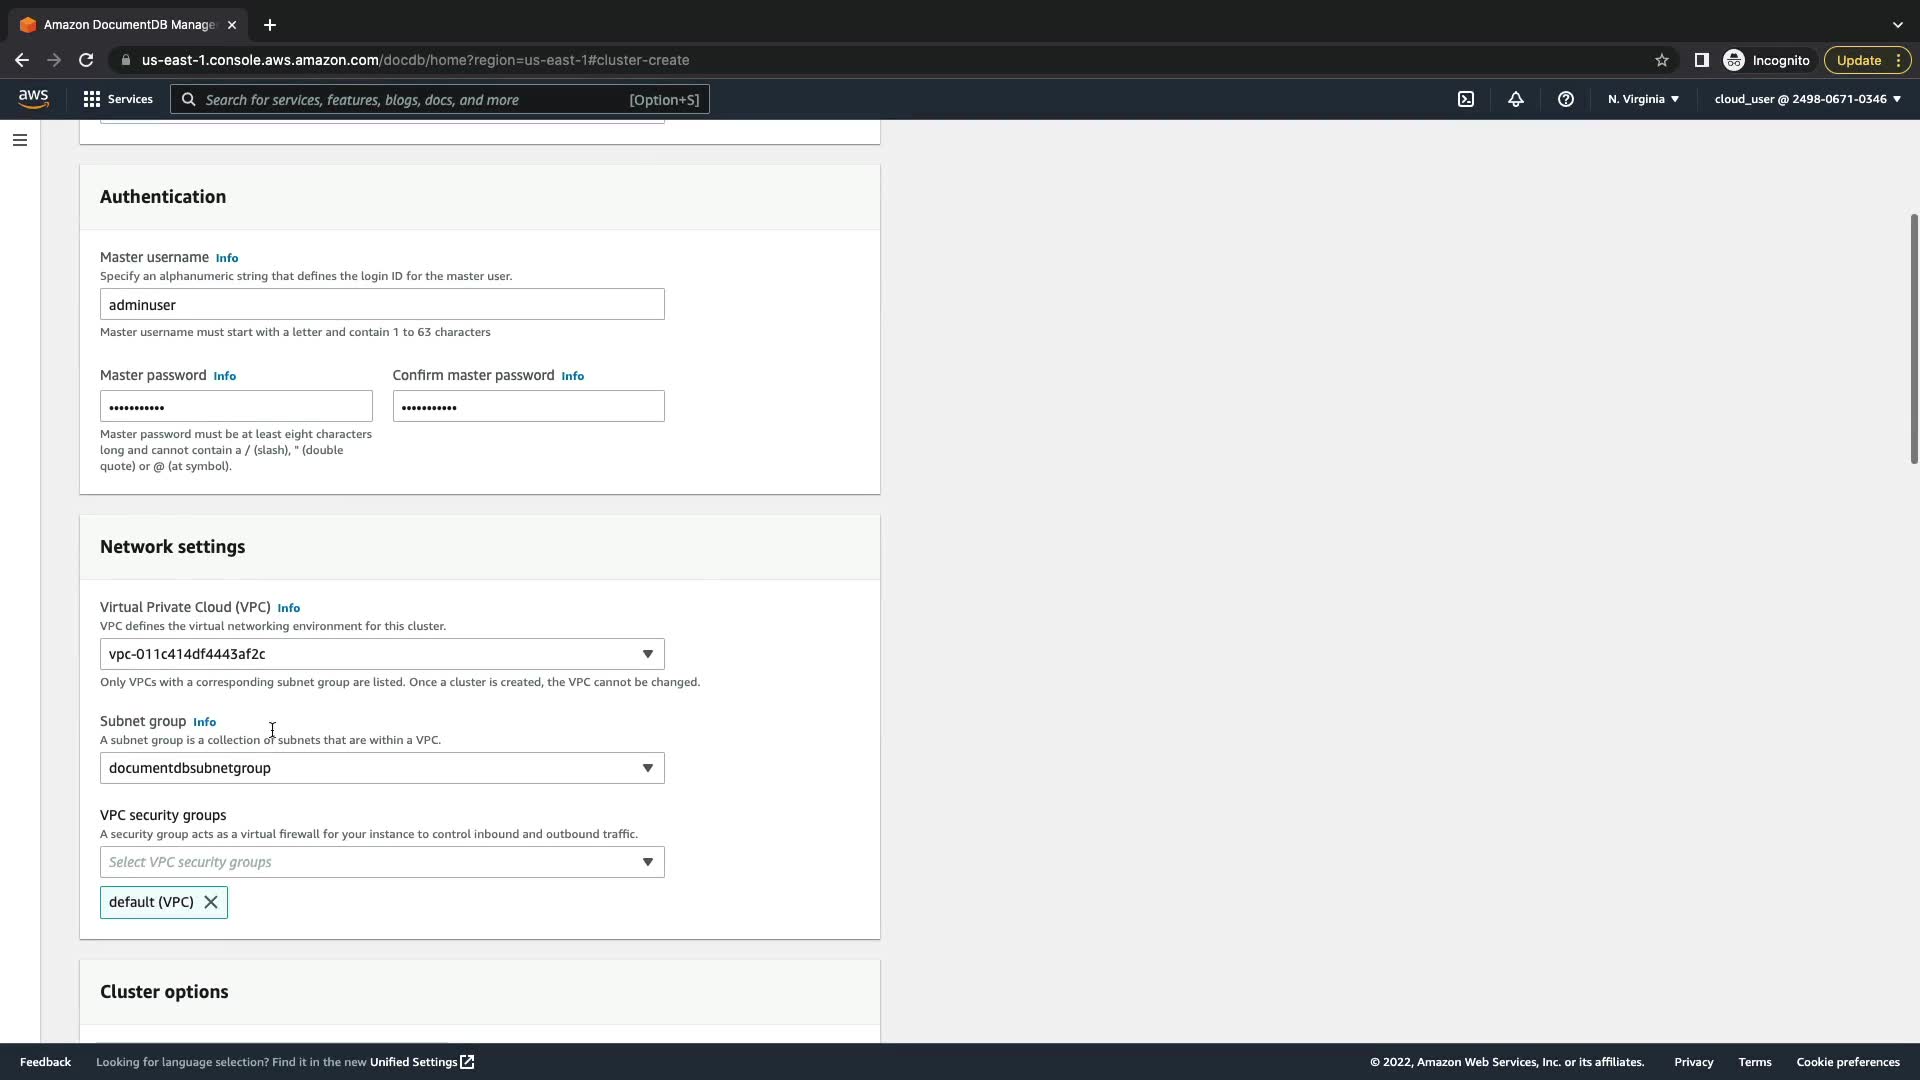 Amazon DocumentDB Manage
us-east-1.console.aws.amazon.com/docdb/home?region=us-east-1#cluster-create
Incognito
Update
aws
Services
Search for services, features, blogs, docs, and more
[Option+S]
N. Virginia
cloud_user @ 2498-0671-0346
Authentication
Master username Info
Specify an alphanumeric string that defines the login ID for the master user.
adminuser
Master username must start with a letter and contain 1 to 63 characters
Master password Info
Confirm master password Info
•••••••••••
•••••••••••
Master password must be at least eight characters
long and cannot contain a / (slash), " (double
quote) or @ (at symbol).
Network settings
Virtual Private Cloud (VPC) Info
VPC defines the virtual networking environment for this cluster.
vpc-011c414df4443af2c
Only VPCs with a corresponding subnet group are listed. Once a cluster is created, the VPC cannot be changed.
Subnet group Info
A subnet group is a collection of subnets that are within a VPC.
documentdbsubnetgroup
VPC security groups
A security group acts as a virtual firewall for your instance to control inbound and outbound traffic.
Select VPC security groups
default (VPC)
Cluster options
Feedback
Looking for language selection? Find it in the new Unified Settings
© 2022, Amazon Web Services, Inc. or its affiliates.
Privacy
Terms
Cookie preferences